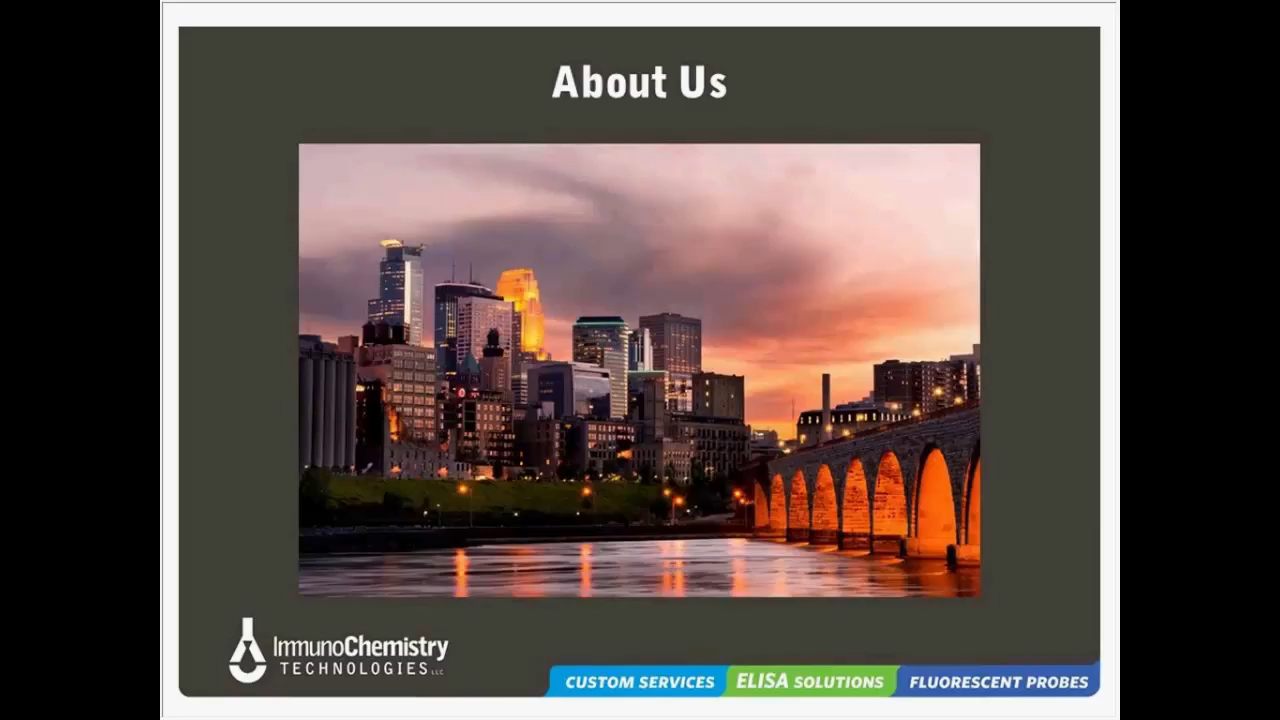 About Us
ImmunoChemistry
TECHNOLOGIES LLC
CUSTOM SERVICES
ELISA SOLUTIONS
FLUORESCENT PROBES